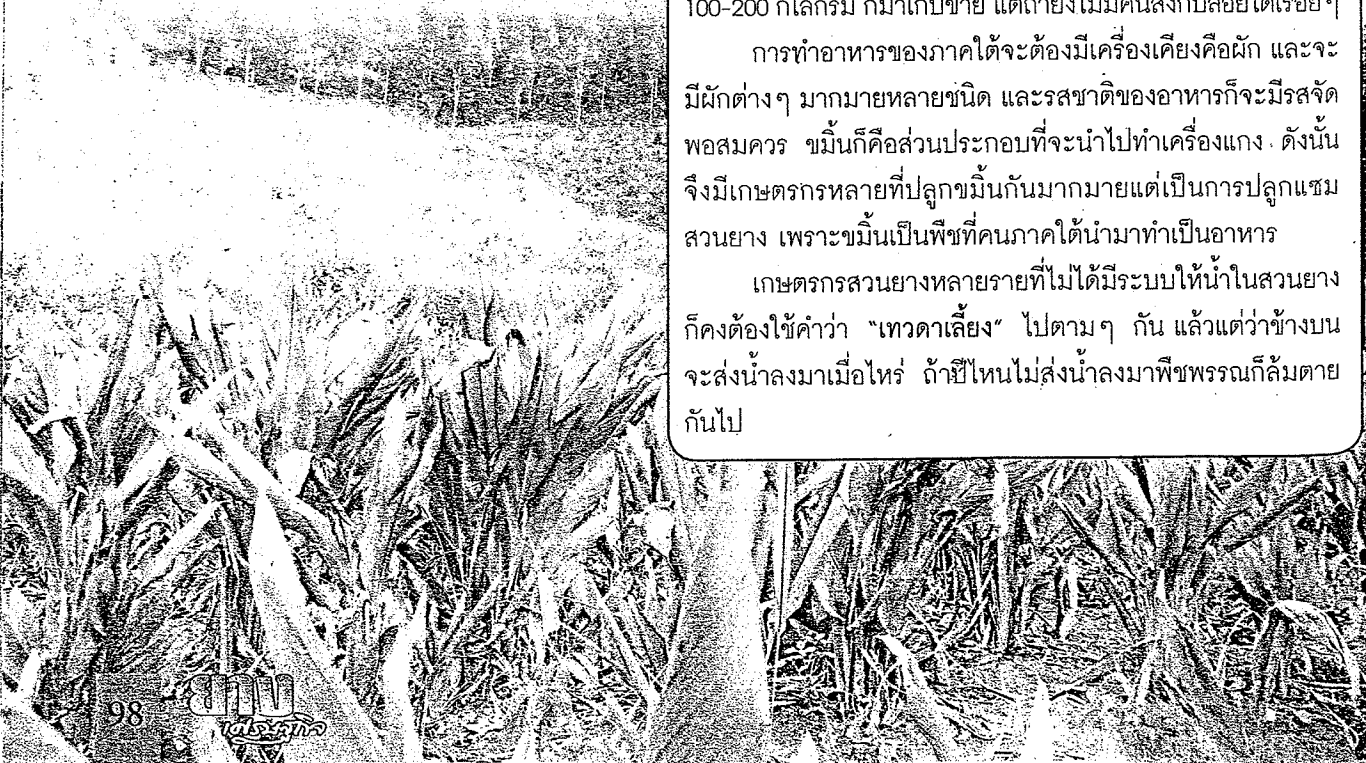 100-200 กิโลกรัม ก็มาเก็บขาย แต่ถ้ายังไม่มีคนสั่งก็ปล่อยได้เรื่อยๆ
การทำอาหารของภาคใต้จะต้องมีเครื่องเคียงคือผัก และจะ
มีผักต่างๆ มากมายหลายชนิด และรสชาติของอาหารก็จะมีรสจัด
พอสมควร ขมิ้นก็คือส่วนประกอบที่จะนำไปทำเครื่องแกง ดังนั้น
จึงมีเกษตรกรหลายที่ปลูกขมิ้นกันมากมายแต่เป็นการปลูกแซม
สวนยาง เพราะขมิ้นเป็นพืชที่คนภาคใต้นำมาทำเป็นอาหาร
เกษตรกรสวนยางหลายรายที่ไม่ได้มีระบบให้น้ำในสวนยาง
ก็คงต้องใช้คำว่า "เทวดาเลี้ยง" ไปตามๆ กัน แล้วแต่ว่าข้างบน
จะส่งน้ำลงมาเมื่อไหร่ ถ้าปีไหนไม่ส่งน้ำลงมาพืชพรรณก็ล้มตาย
กันไป
98
ยาง
เศรษฐกิจ